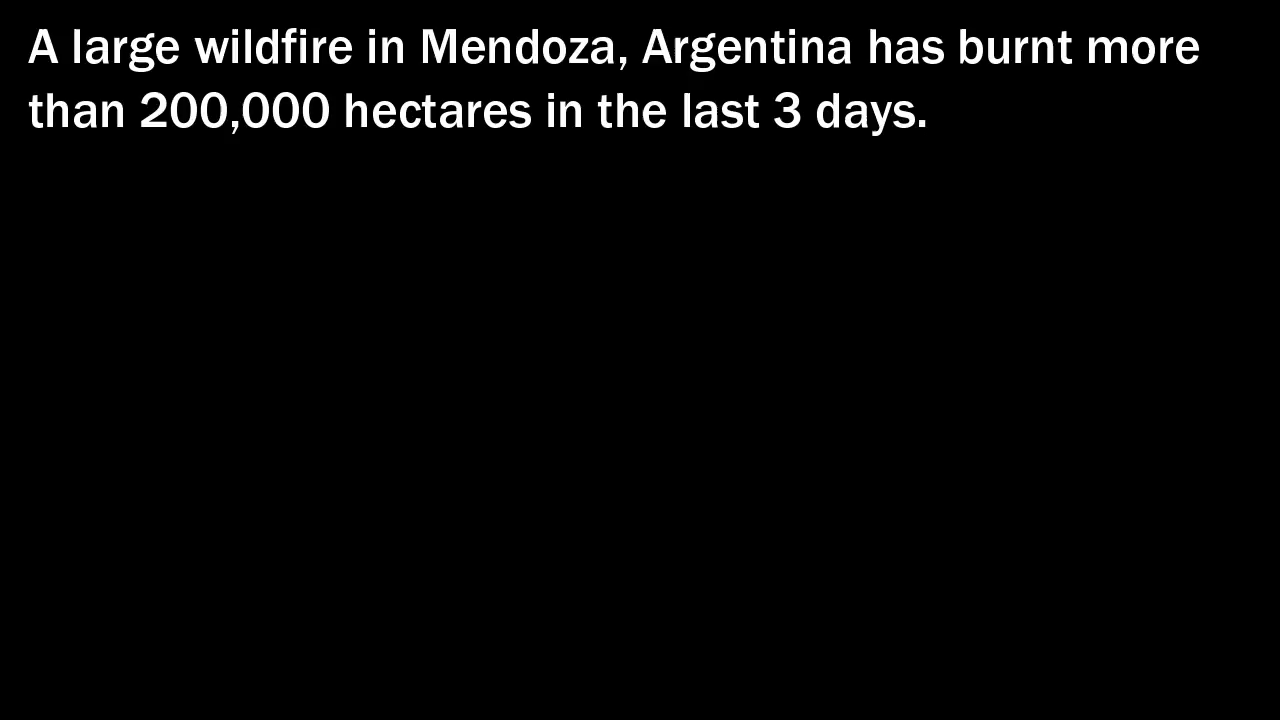 A large wildfire in Mendoza, Argentina has burnt more
than 200,000 hectares in the last 3 days.